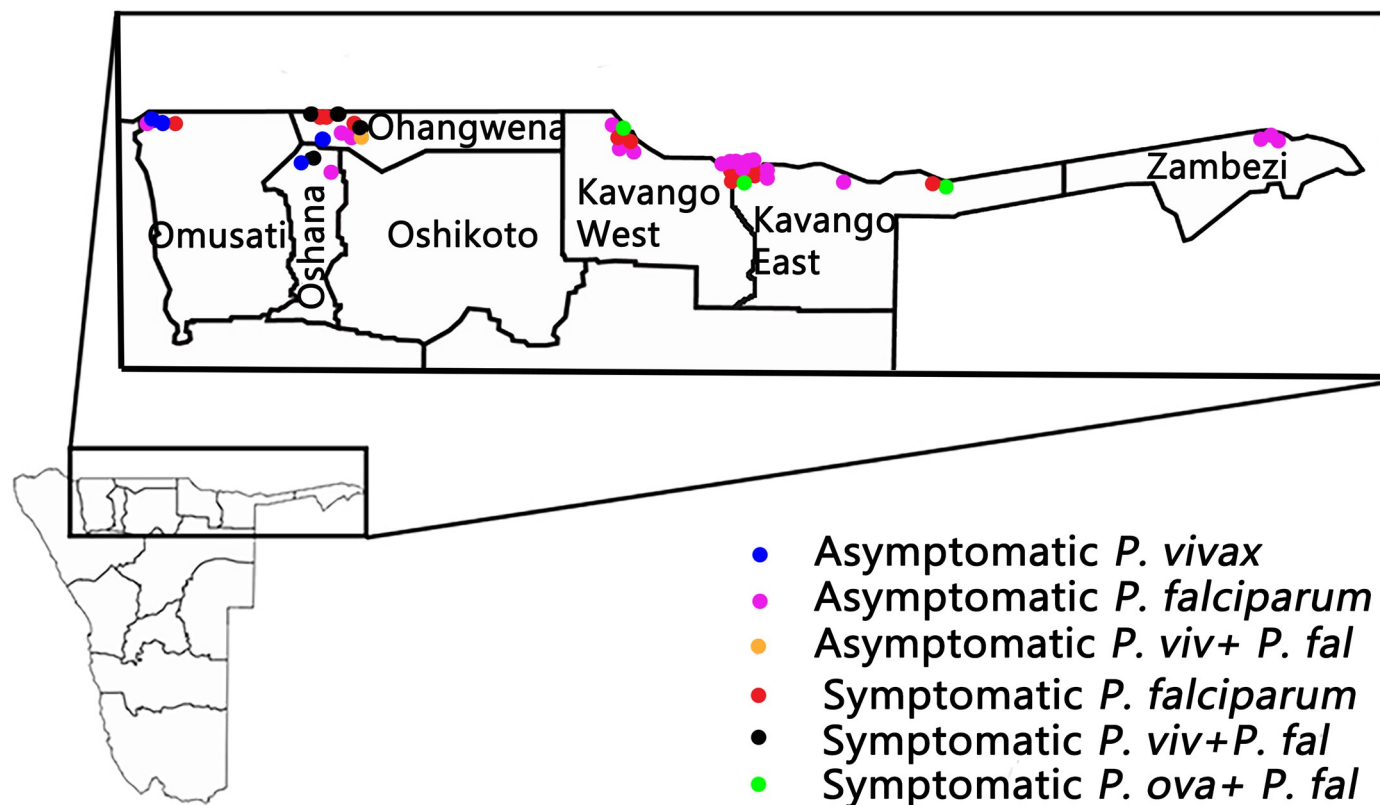 Ohangwena
Zambezi
Kavango
West
Kavango
East
Omusati
Oshana
Oshikoto
Asymptomatic P. vivax
Asymptomatic P. falciparum
Asymptomatic P. viv+ P. fal
Symptomatic P. falciparum
Symptomatic P. viv+P. fal
Symptomatic P. ova+ P. fal